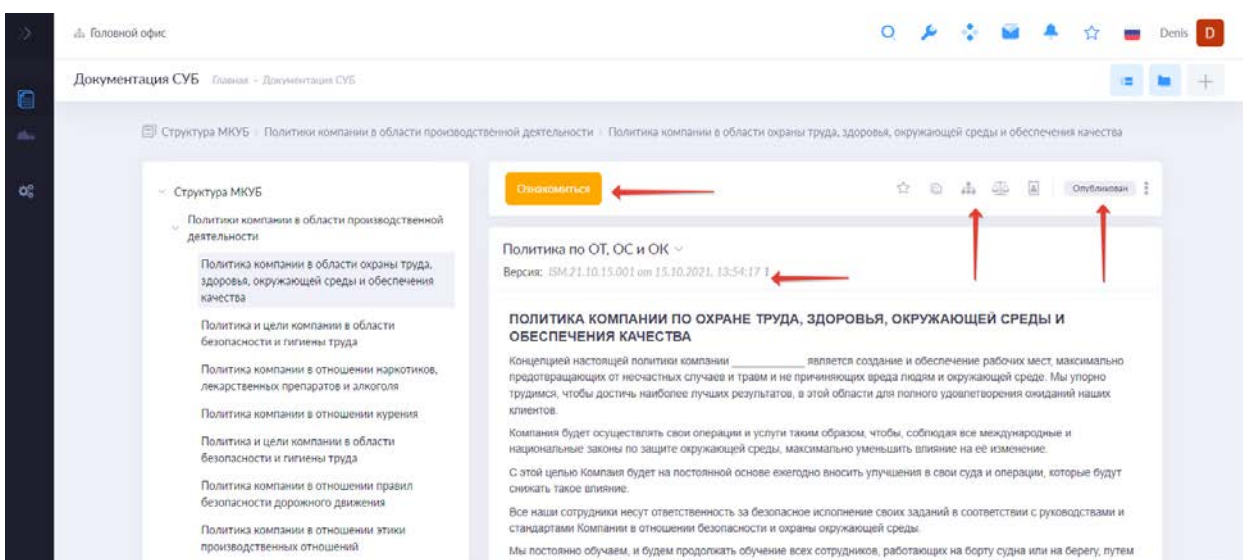 Головной офис
Denis
D
Документация СУБ Главная - Документация СУБ
Структура МКУБ Политики компании в области производственной деятельности Политика компании в области охраны труда, здоровья, окружающей среды и обеспечения качества
Структура МКУБ
Политики компании в области производственной
деятельности
Политика компании в области охраны труда,
здоровья, окружающей среды и обеспечения
качества
Политика и цели компании в области
безопасности и гигиены труда
Политика компании в отношении наркотиков,
лекарственных препаратов и алкоголя
Политика компании в отношении курения
Политика и цели компании в области
безопасности и гигиены труда
Политика компании в отношении правил
безопасности дорожного движения
Политика компании в отношении этики
производственных отношений
Ознакомиться
Опубликован
Политика по ОТ, ОС и ОК
Версия: ISM.21.10.15.001 от 15.10.2021, 13:54:17 1
ПОЛИТИКА КОМПАНИИ ПО ОХРАНЕ ТРУДА, ЗДОРОВЬЯ, ОКРУЖАЮЩЕЙ СРЕДЫ И
ОБЕСПЕЧЕНИЯ КАЧЕСТВА
Концепцией настоящей политики компании ______________ является создание и обеспечение рабочих мест, максимально
предотвращающих от несчастных случаев и травм и не причиняющих вреда людям и окружающей среде. Мы упорно
трудимся, чтобы достичь наиболее лучших результатов, в этой области для полного удовлетворения ожиданий наших
клиентов.
Компания будет осуществлять свои операции и услуги таким образом, чтобы, соблюдая все международные и
национальные законы по защите окружающей среды, максимально уменьшить влияние на её изменение.
С этой целью Компаия будет на постоянной основе ежегодно вносить улучшения в свои суда и операции, которые будут
снижать такое влияние.
Все наши сотрудники несут ответственность за безопасное исполнение своих заданий в соответствии с руководствами и
стандартами Компании в отношении безопасности и охраны окружающей среды.
Мы постоянно обучаем, и будем продолжать обучение всех сотрудников, работающих на борту судна или на берегу, путем